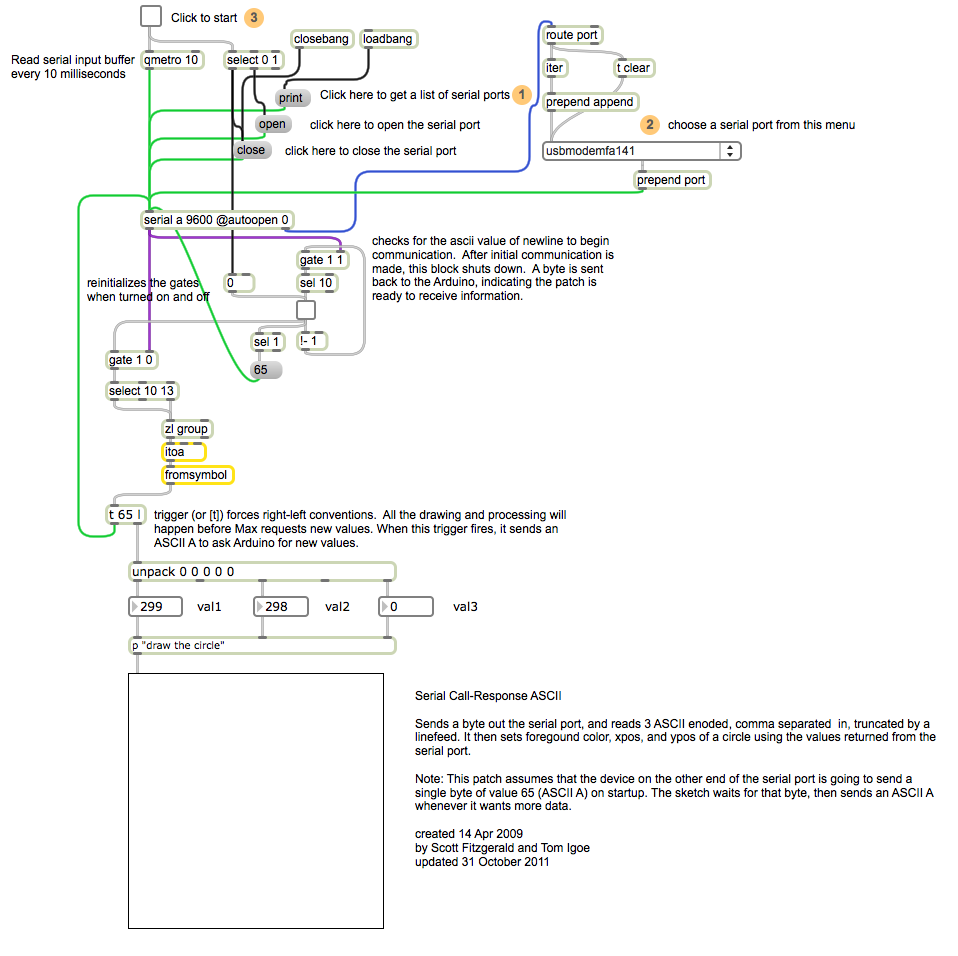 Click to start 3
closebang
loadbang
route port
Read serial input buffer
every 10 milliseconds
qmetro 10
select 0 1
iter
t clear
print
Click here to get a list of serial ports 1
prepend append
open
click here to open the serial port
2 choose a serial port from this menu
close
click here to close the serial port
usbmodemfa141
prepend port
serial a 9600 @autoopen 0
checks for the ascii value of newline to begin
communication. After initial communication is
made, this block shuts down. A byte is sent
back to the Arduino, indicating the patch is
ready to receive information.
gate 1 1
reinitializes the gates
when turned on and off
0
sel 10
sel 1
!- 1
gate 1 0
65
select 10 13
zl group
itoa
fromsymbol
t 65 l
trigger (or [t]) forces right-left conventions. All the drawing and processing will
happen before Max requests new values. When this trigger fires, it sends an
ASCII A to ask Arduino for new values.
unpack 0 0 0 0 0
299
val1
298
val2
0
val3
p "draw the circle"
Serial Call-Response ASCII
Sends a byte out the serial port, and reads 3 ASCII enoded, comma separated in, truncated by a
linefeed. It then sets foregound color, xpos, and ypos of a circle using the values returned from the
serial port.
Note: This patch assumes that the device on the other end of the serial port is going to send a
single byte of value 65 (ASCII A) on startup. The sketch waits for that byte, then sends an ASCII A
whenever it wants more data.
created 14 Apr 2009
by Scott Fitzgerald and Tom Igoe
updated 31 October 2011